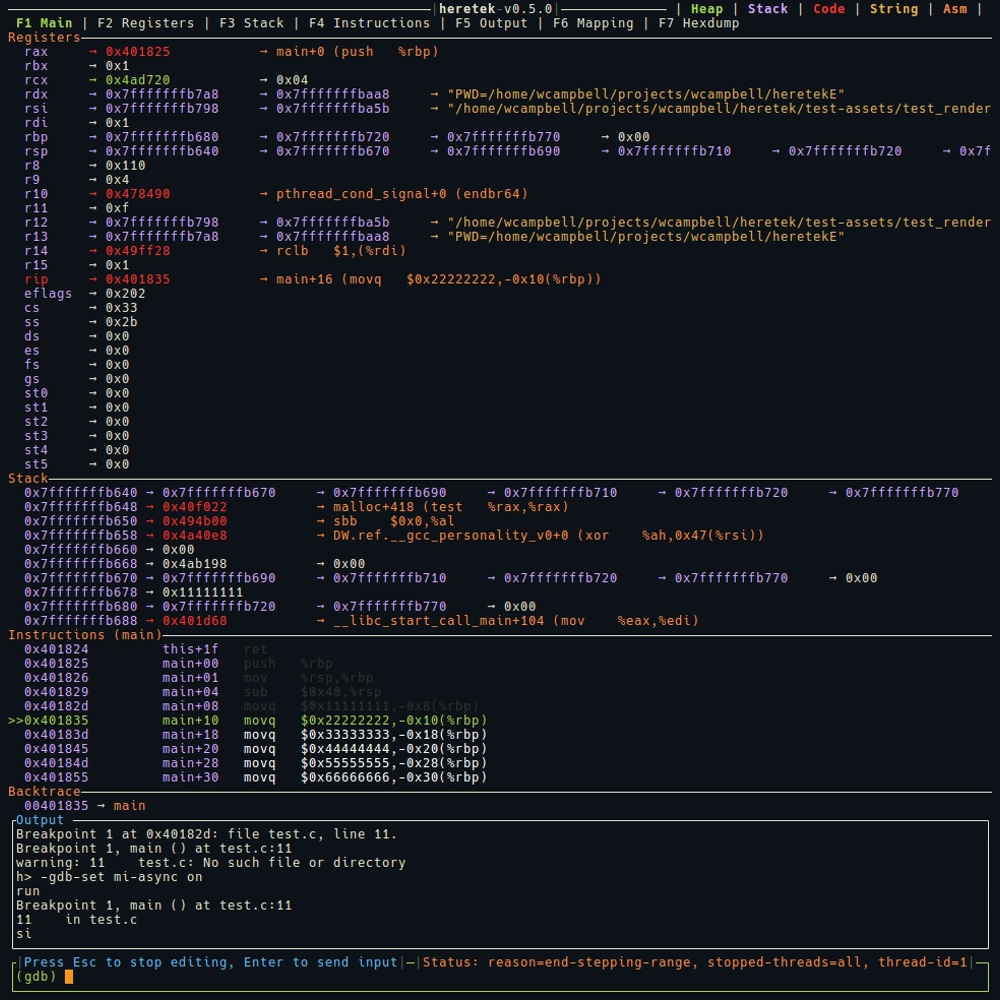 heretek-v0.5.0 | Heap | Stack | Code | String | Asm |
F1 Main | F2 Registers | F3 Stack | F4 Instructions | F5 Output | F6 Mapping | F7 Hexdump
Registers
rax → 0x401825 → main+0 (push %rbp)
rbx → 0x1
rcx → 0x4ad720 → 0x04
rdx → 0x7fffffffb7a8 → 0x7fffffffbaa8 → "PWD=/home/wcampbell/projects/wcampbell/heretekE"
rsi → 0x7fffffffb798 → 0x7fffffffba5b → "/home/wcampbell/projects/wcampbell/heretek/test-assets/test_render
rdi → 0x1
rbp → 0x7fffffffb680 → 0x7fffffffb720 → 0x7fffffffb770 → 0x00
rsp → 0x7fffffffb640 → 0x7fffffffb670 → 0x7fffffffb690 → 0x7fffffffb710 → 0x7fffffffb720 → 0x7f
r8 → 0x110
r9 → 0x4
r10 → 0x478490 → pthread_cond_signal+0 (endbr64)
r11 → 0xf
r12 → 0x7fffffffb798 → 0x7fffffffba5b → "/home/wcampbell/projects/wcampbell/heretek/test-assets/test_render
r13 → 0x7fffffffb7a8 → 0x7fffffffbaa8 → "PWD=/home/wcampbell/projects/wcampbell/heretekE"
r14 → 0x49ff28 → rclb $1,(%rdi)
r15 → 0x1
rip → 0x401835 → main+16 (movq $0x22222222,-0x10(%rbp))
eflags → 0x202
cs → 0x33
ss → 0x2b
ds → 0x0
es → 0x0
fs → 0x0
gs → 0x0
st0 → 0x0
st1 → 0x0
st2 → 0x0
st3 → 0x0
st4 → 0x0
st5 → 0x0
Stack
0x7fffffffb640 → 0x7fffffffb670 → 0x7fffffffb690 → 0x7fffffffb710 → 0x7fffffffb720 → 0x7fffffffb770
0x7fffffffb648 → 0x40f022 → malloc+418 (test %rax,%rax)
0x7fffffffb650 → 0x494b00 → sbb $0x0,%al
0x7fffffffb658 → 0x4a40e8 → DW.ref.__gcc_personality_v0+0 (xor %ah,0x47(%rsi))
0x7fffffffb660 → 0x00
0x7fffffffb668 → 0x4ab198 → 0x00
0x7fffffffb670 → 0x7fffffffb690 → 0x7fffffffb710 → 0x7fffffffb720 → 0x7fffffffb770 → 0x00
0x7fffffffb678 → 0x11111111
0x7fffffffb680 → 0x7fffffffb720 → 0x7fffffffb770 → 0x00
0x7fffffffb688 → 0x401d68 → __libc_start_call_main+104 (mov %eax,%edi)
Instructions (main)
0x401824 this+1f ret
0x401825 main+00 push %rbp
0x401826 main+01 mov %rsp,%rbp
0x401829 main+04 sub $0x40,%rsp
0x40182d main+08 movq $0x11111111,-0x8(%rbp)
>>0x401835 main+10 movq $0x22222222,-0x10(%rbp)
0x40183d main+18 movq $0x33333333,-0x18(%rbp)
0x401845 main+20 movq $0x44444444,-0x20(%rbp)
0x40184d main+28 movq $0x55555555,-0x28(%rbp)
0x401855 main+30 movq $0x66666666,-0x30(%rbp)
Backtrace
00401835 → main
Output
Breakpoint 1 at 0x40182d: file test.c, line 11.
Breakpoint 1, main () at test.c:11
warning: 11 test.c: No such file or directory
h> -gdb-set mi-async on
run
Breakpoint 1, main () at test.c:11
11 in test.c
si
|Press Esc to stop editing, Enter to send input|—|Status: reason=end-stepping-range, stopped-threads=all, thread-id=1|
(gdb)